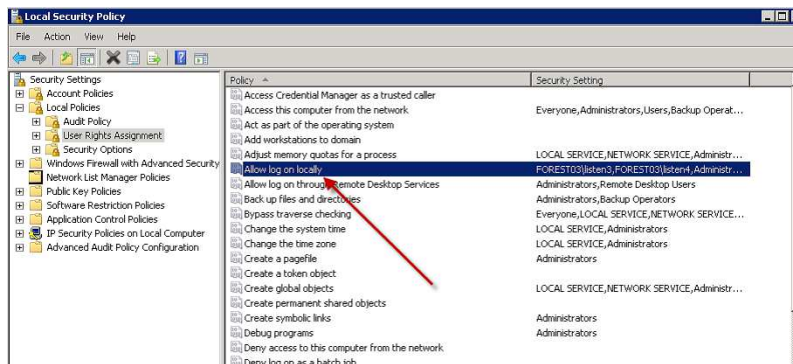 Local Security Policy
File Action View Help
Security Settings
Account Policies
Local Policies
Audit Policy
User Rights Assignment
Security Options
Windows Firewall with Advanced Security
Network List Manager Policies
Public Key Policies
Software Restriction Policies
Application Control Policies
IP Security Policies on Local Computer
Advanced Audit Policy Configuration
Policy Security Setting
Access Credential Manager as a trusted caller
Access this computer from the network Everyone,Administrators,Users,Backup Operat...
Act as part of the operating system
Add workstations to domain
Adjust memory quotas for a process LOCAL SERVICE,NETWORK SERVICE,Administr...
Allow log on locally FOREST03\listen3,FOREST03\listen4,Administr...
Allow log on through Remote Desktop Services Administrators,Remote Desktop Users
Back up files and directories Administrators,Backup Operators
Bypass traverse checking Everyone,LOCAL SERVICE,NETWORK SERVICE...
Change the system time LOCAL SERVICE,Administrators
Change the time zone LOCAL SERVICE,Administrators
Create a pagefile Administrators
Create a token object
Create global objects LOCAL SERVICE,NETWORK SERVICE,Administr...
Create permanent shared objects
Create symbolic links Administrators
Debug programs Administrators
Deny access to this computer from the network
Deny log on as a batch job